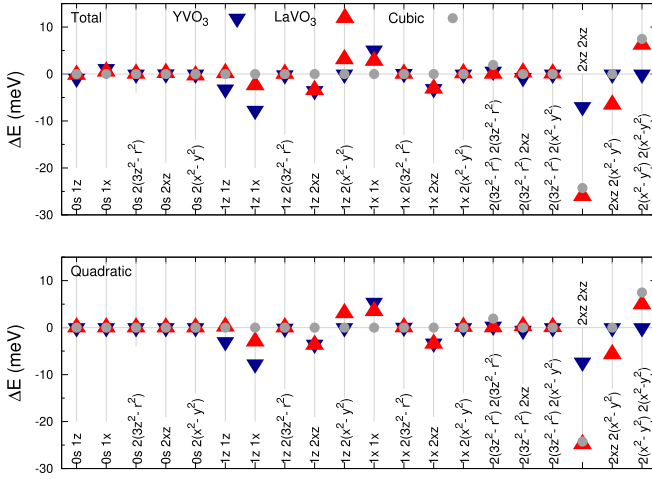 Total YVO₃ LaVO₃ Cubic
ΔE (meV)
10
0
-10
-20
-30
0s 1z
0s 1x
0s 2(3z²- r²)
0s 2xz
0s 2(x²- y²)
1z 1z
1z 1x
1z 2(3z²- r²)
1z 2xz
1z 2(x²- y²)
1x 1x
1x 2(3z²- r²)
1x 2xz
1x 2(x²- y²)
2(3z²- r²) 2(3z²- r²)
2(3z²- r²) 2xz
2(3z²- r²) 2(x²- y²)
2xz 2xz
2xz 2(x²- y²)
2(x²- y²) 2(x²-y²)
Quadratic
ΔE (meV)
10
0
-10
-20
-30
0s 1z
0s 1x
0s 2(3z²- r²)
0s 2xz
0s 2(x²- y²)
1z 1z
1z 1x
1z 2(3z²- r²)
1z 2xz
1z 2(x²- y²)
1x 1x
1x 2(3z²- r²)
1x 2xz
1x 2(x²- y²)
2(3z²- r²) 2(3z²- r²)
2(3z²- r²) 2xz
2(3z²- r²) 2(x²- y²)
2xz 2xz
2xz 2(x²- y²)
2(x²- y²) 2(x²-y²)